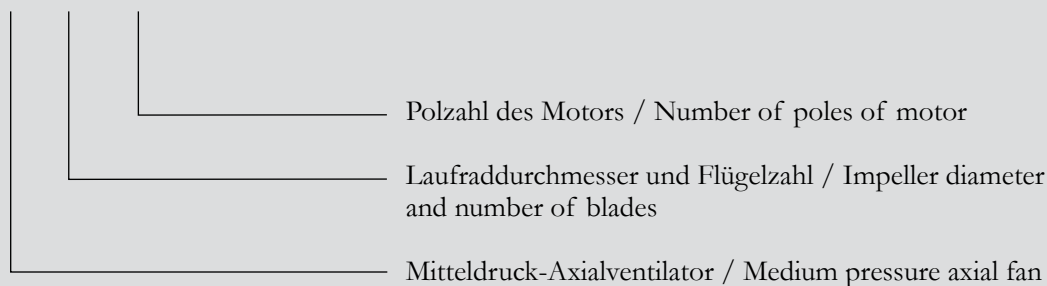 Polzahl des Motors / Number of poles of motor
Laufraddurchmesser und Flügelzahl / Impeller diameter
and number of blades
Mitteldruck-Axialventilator / Medium pressure axial fan